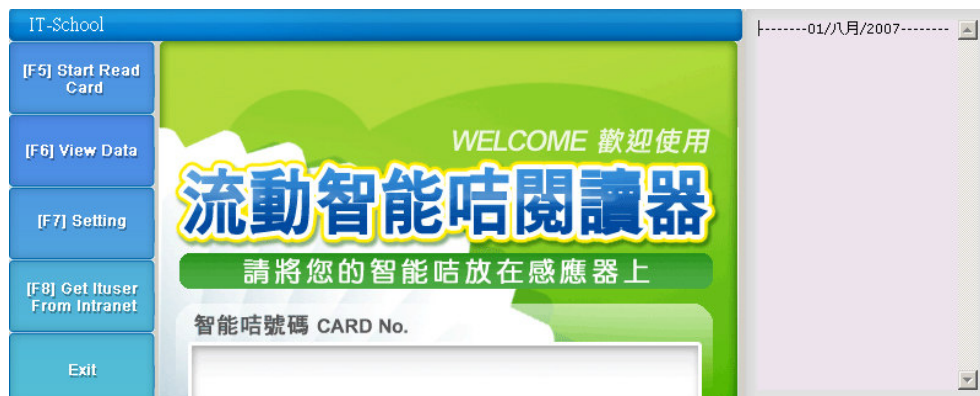 IT-School
[F5] Start Read
Card
[F6] View Data
[F7] Setting
[F8] Get Ituser
From Intranet
Exit
WELCOME 歡迎使用
流動智能咭閱讀器
請將您的智能咭放在感應器上
智能咭號碼 CARD No.
├-------01/八月/2007--------